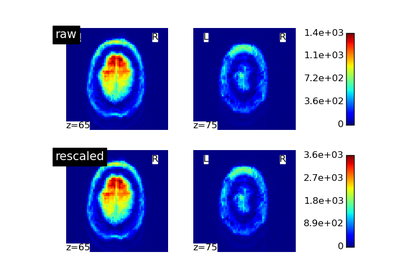 raw
R
L
R
z=65
z=75
1.4e+03
1.1e+03
7.2e+02
3.6e+02
0
rescaled
R
L
R
z=65
z=75
3.6e+03
2.7e+03
1.8e+03
8.9e+02
0